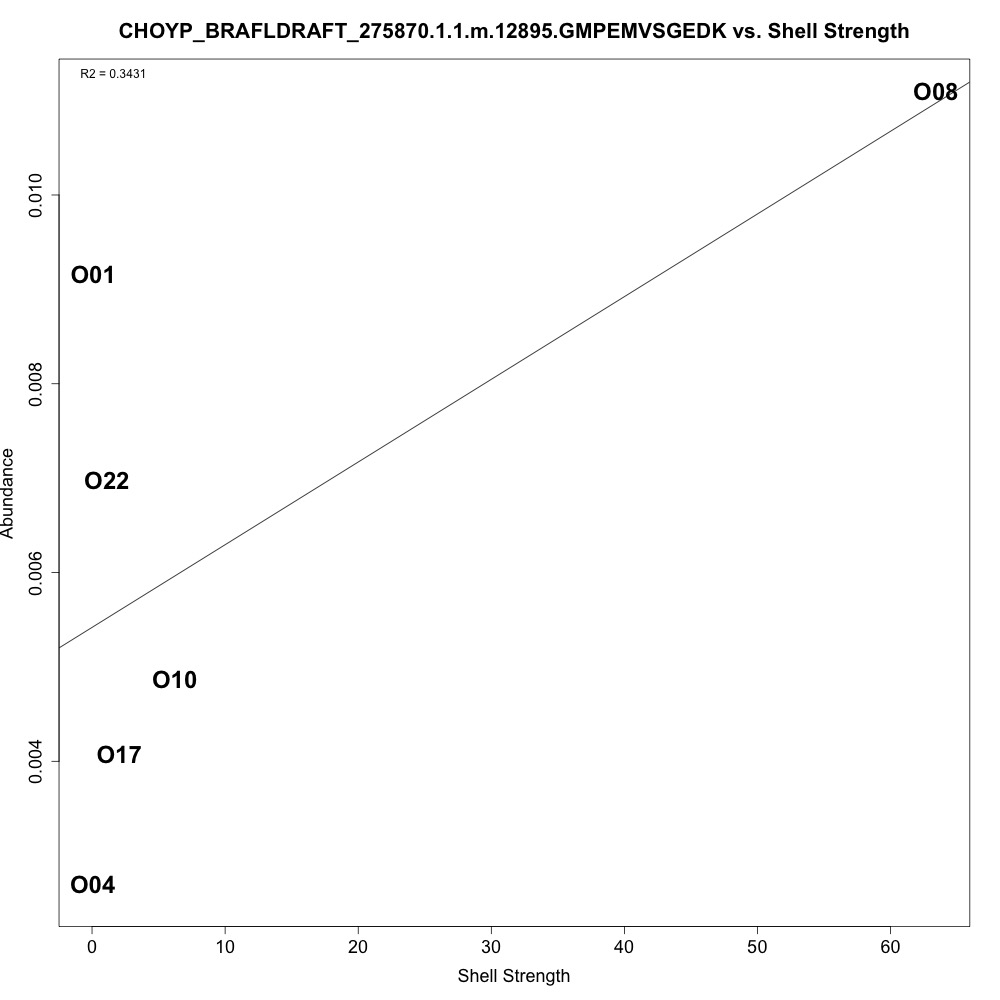 CHOYP_BRAFLDRAFT_275870.1.1.m.12895.GMPEMVSGEDK vs. Shell Strength
R2 = 0.3431
O08
0.010
O01
0.008
O22
Abundance
0.006
O10
0.004
O17
O04
0 10 20 30 40 50 60
Shell Strength